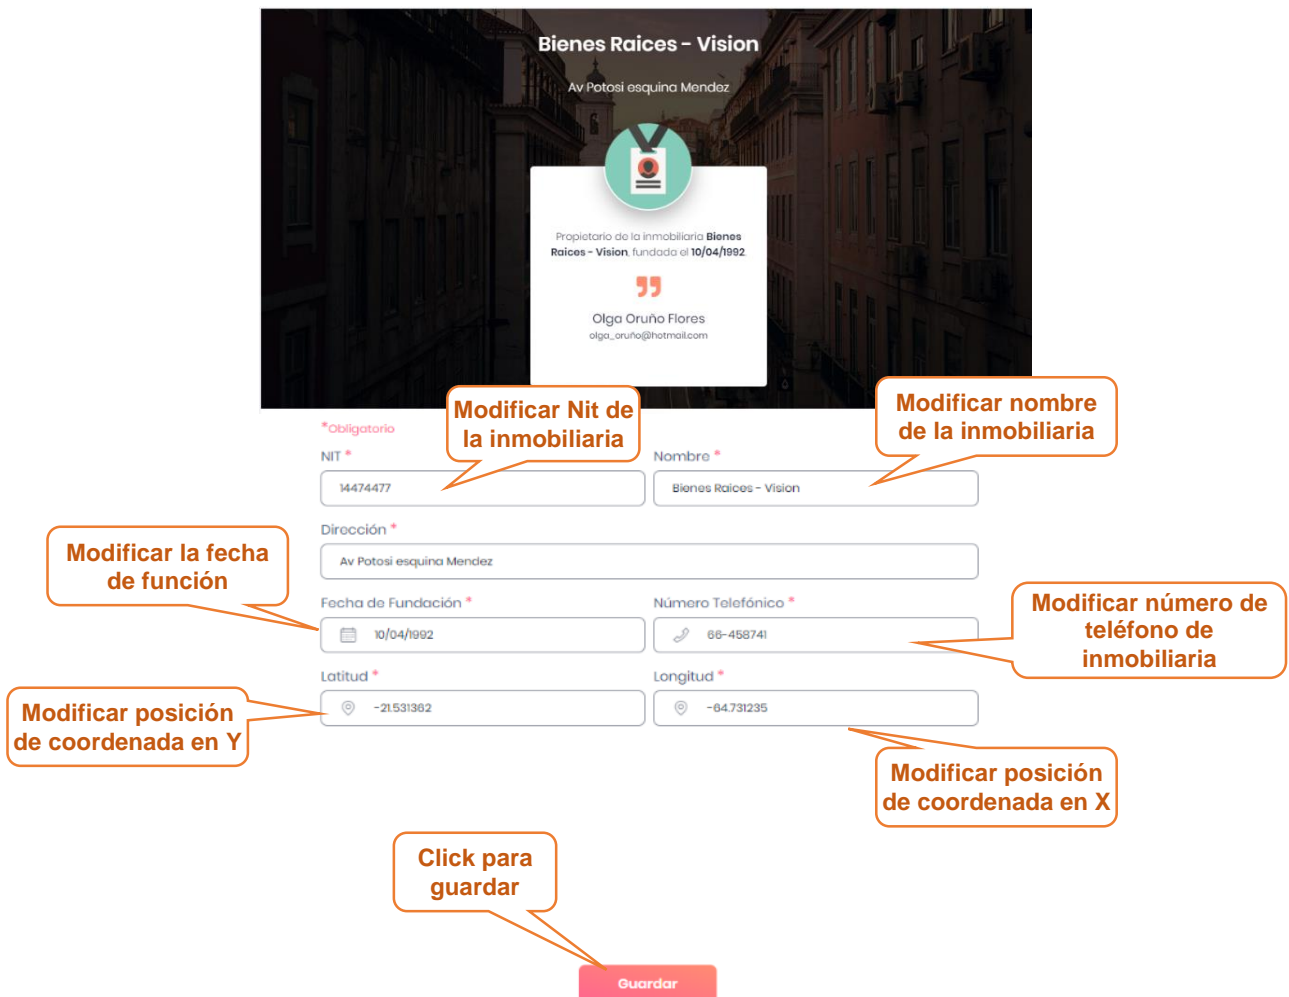 Bienes Raices - Vision
Av Potosi esquina Mendez
Propietario de la inmobiliaria Bienes
Raices - Vision, fundada el 10/04/1992.
Olga Oruño Flores
olga_oruño@hotmail.com
Modificar Nit de
la inmobiliaria
Modificar nombre
de la inmobiliaria
*Obligatorio
NIT *
14474477
Nombre *
Bienes Raices - Vision
Dirección *
Av Potosi esquina Mendez
Modificar la fecha
de función
Fecha de Fundación *
10/04/1992
Número Telefónico *
66-458741
Modificar número de
teléfono de
inmobiliaria
Latitud *
-21.531362
Longitud *
-64.731235
Modificar posición
de coordenada en Y
Modificar posición
de coordenada en X
Click para
guardar
Guardar